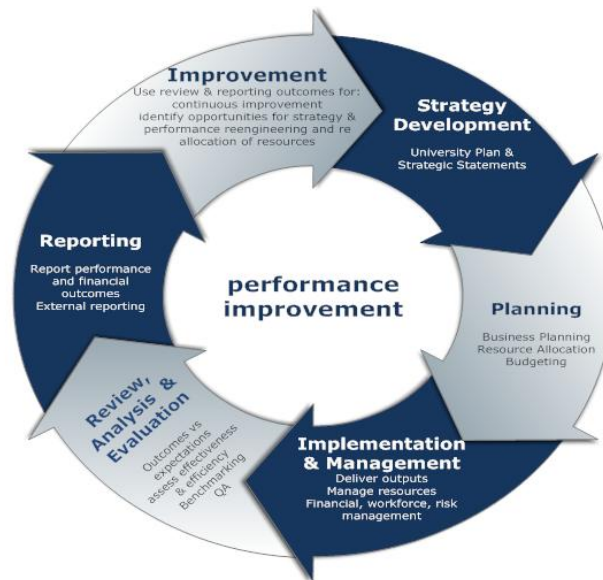 Improvement
Use review & reporting outcomes for:
continuous improvement
identify opportunities for strategy &
performance reengineering and re
allocation of resources
Strategy
Development
University Plan &
Strategic Statements
Planning
Business Planning
Resource Allocation
Budgeting
Implementation
& Management
Deliver outputs
Manage resources
Financial, workforce, risk
management
Review,
Analysis &
Evaluation
Outcomes vs
expectations
assess effectiveness
& efficiency
Benchmarking
QA
Reporting
Report performance
and financial
outcomes
External reporting
performance
improvement